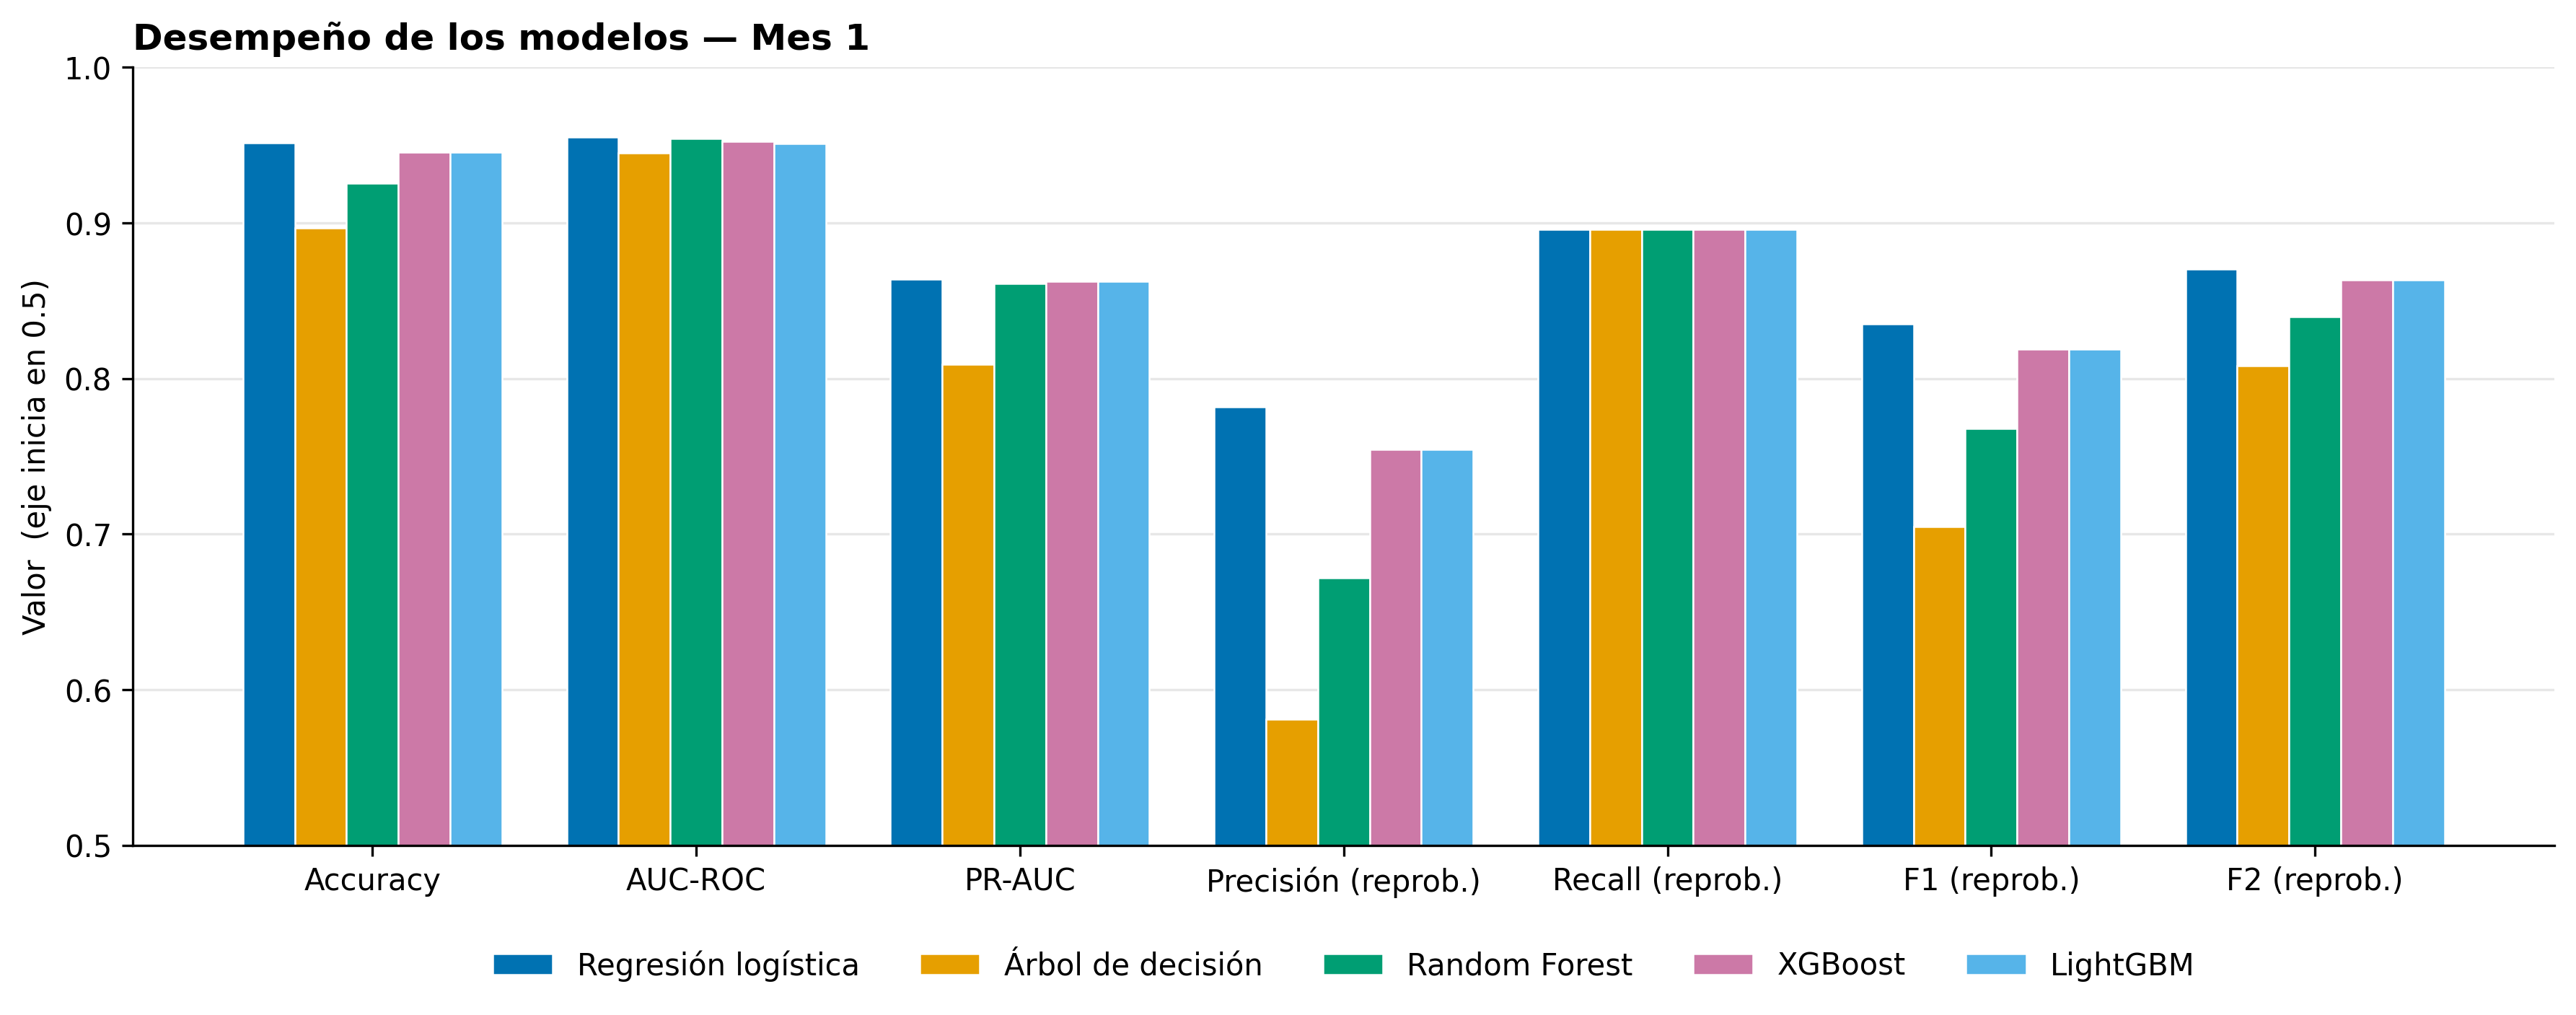 Desempeño de los modelos — Mes 1
Valor (eje inicia en 0.5)
1.0
0.9
0.8
0.7
0.6
0.5
Accuracy
AUC-ROC
PR-AUC
Precisión (reprob.)
Recall (reprob.)
F1 (reprob.)
F2 (reprob.)
Regresión logística
Árbol de decisión
Random Forest
XGBoost
LightGBM